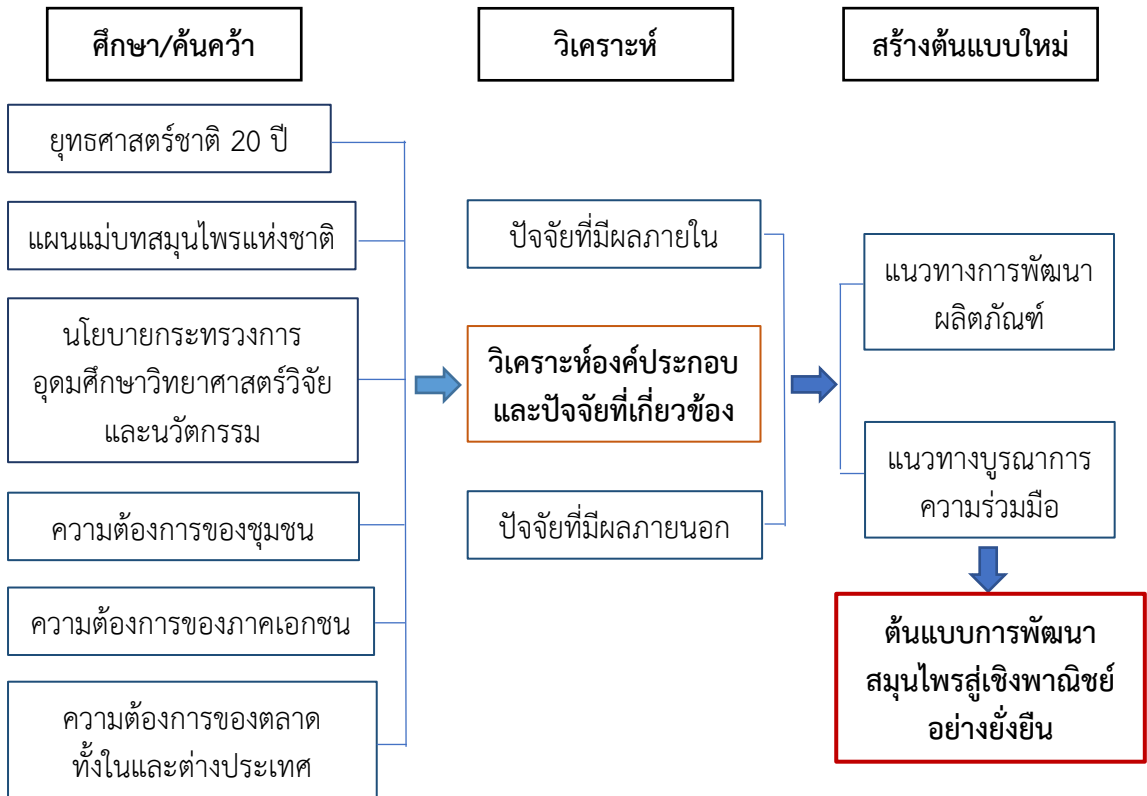 ศึกษา/ค้นคว้า
วิเคราะห์
สร้างต้นแบบใหม่
ยุทธศาสตร์ชาติ 20 ปี
แผนแม่บทสมุนไพรแห่งชาติ
นโยบายกระทรวงการ
อุดมศึกษาวิทยาศาสตร์วิจัย
และนวัตกรรม
ความต้องการของชุมชน
ความต้องการของภาคเอกชน
ความต้องการของตลาด
ทั้งในและต่างประเทศ
ปัจจัยที่มีผลภายใน
วิเคราะห์องค์ประกอบ
และปัจจัยที่เกี่ยวข้อง
ปัจจัยที่มีผลภายนอก
แนวทางการพัฒนา
ผลิตภัณฑ์
แนวทางบูรณาการ
ความร่วมมือ
ต้นแบบการพัฒนา
สมุนไพรสู่เชิงพาณิชย์
อย่างยั่งยืน